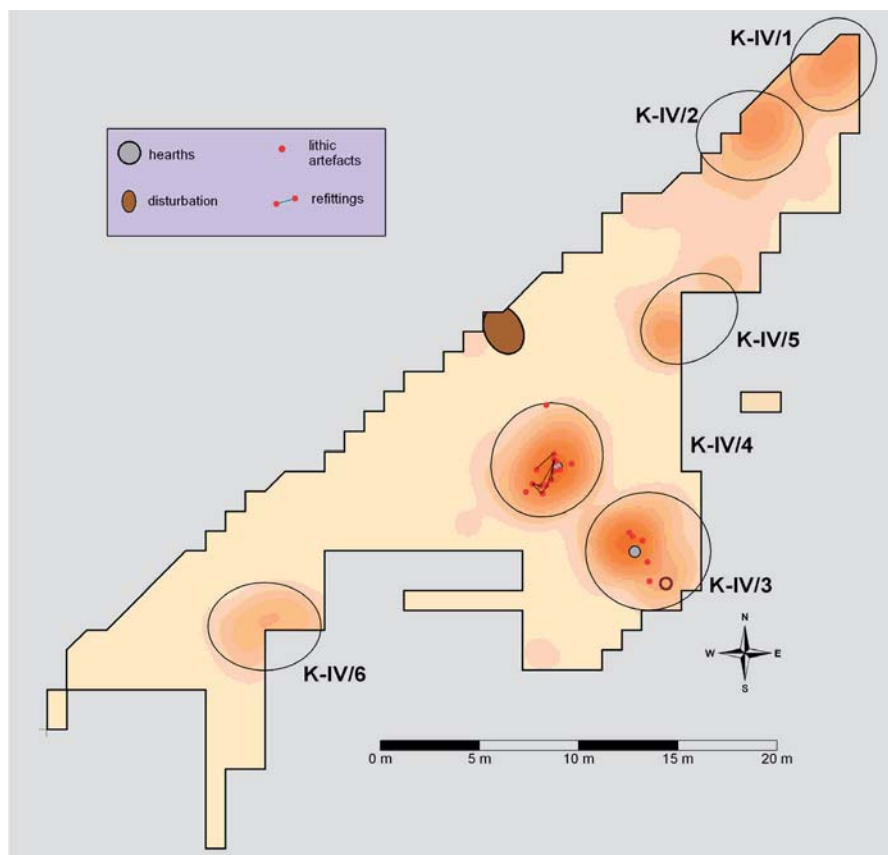 K-IV/1
K-IV/2
hearths
lithic
artefacts
disturbation
refittings
K-IV/5
K-IV/4
K-IV/3
K-IV/6
N
W E
S
0 m 5 m 10 m 15 m 20 m